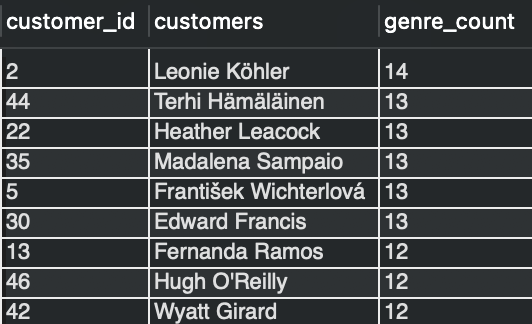 customer_id customers genre_count
2 Leonie Köhler 14
44 Terhi Hämäläinen 13
22 Heather Leacock 13
35 Madalena Sampaio 13
5 František Wichterlová 13
30 Edward Francis 13
13 Fernanda Ramos 12
46 Hugh O'Reilly 12
42 Wyatt Girard 12